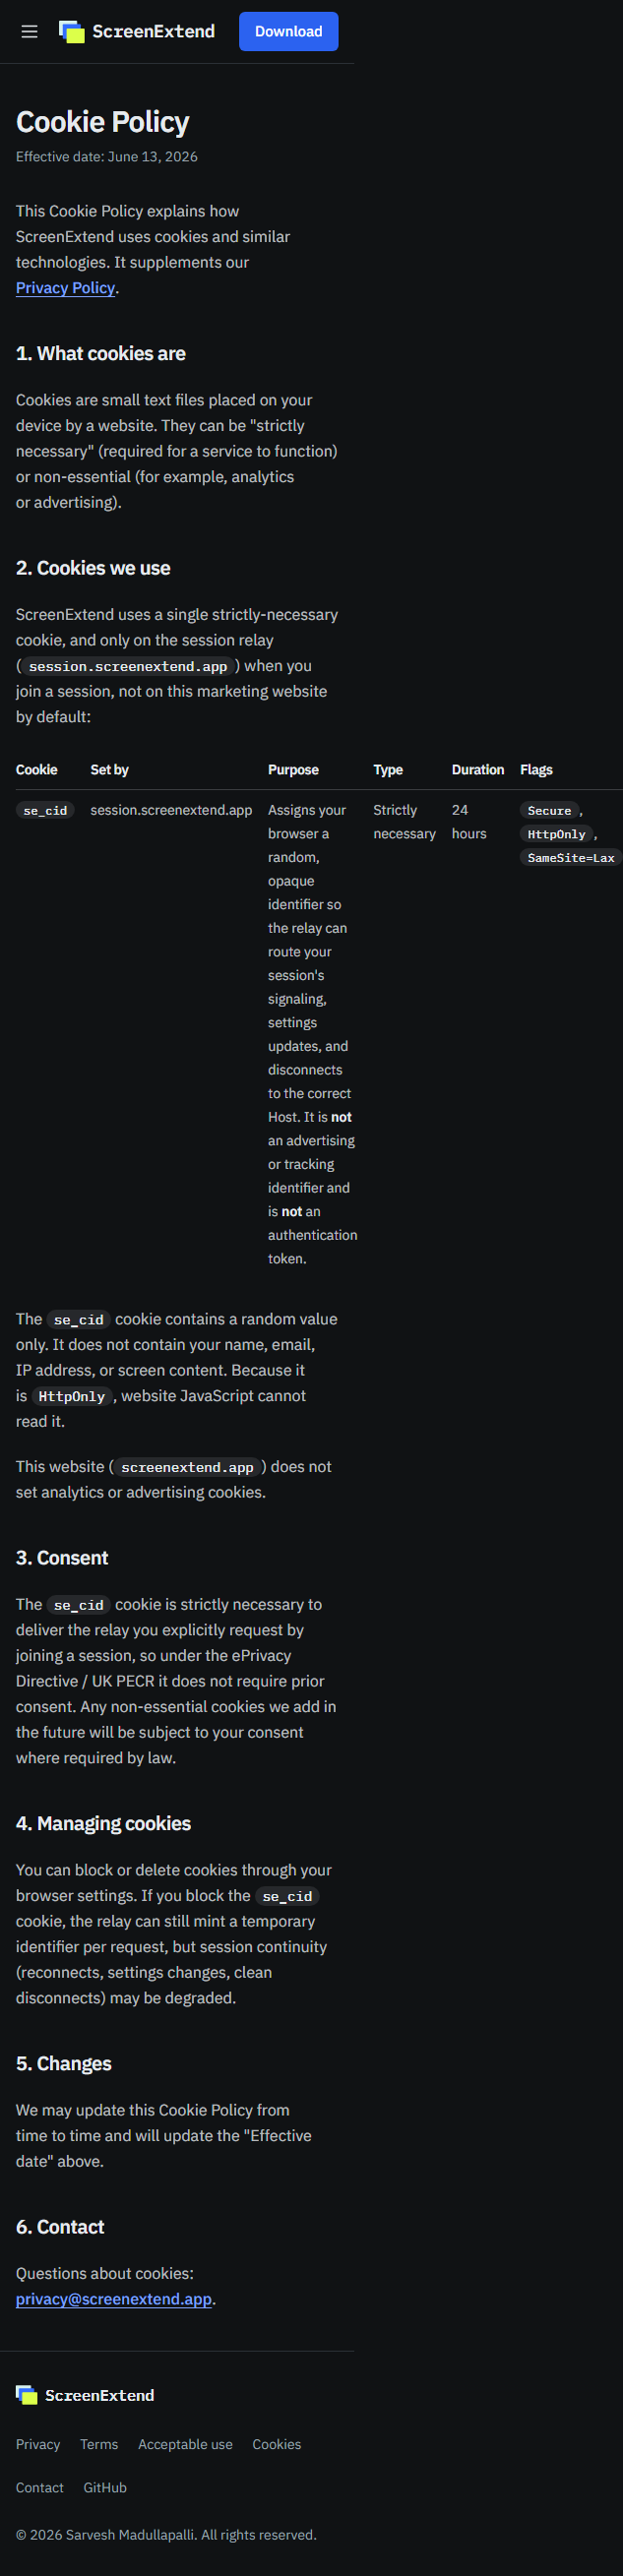 ScreenExtend
Download
Cookie Policy
Effective date: June 13, 2026
This Cookie Policy explains how
ScreenExtend uses cookies and similar
technologies. It supplements our
Privacy Policy.
1. What cookies are
Cookies are small text files placed on your
device by a website. They can be "strictly
necessary" (required for a service to function)
or non-essential (for example, analytics
or advertising).
2. Cookies we use
ScreenExtend uses a single strictly-necessary
cookie, and only on the session relay
(session.screenextend.app) when you
join a session, not on this marketing website
by default:
Cookie Set by Purpose Type Duration Flags
se_cid session.screenextend.app Assigns your Strictly 24 Secure,
browser a necessary hours HttpOnly,
random, SameSite=Lax
opaque
identifier so
the relay can
route your
session's
signaling,
settings
updates, and
disconnects
to the correct
Host. It is not
an advertising
or tracking
identifier and
is not an
authentication
token.
The se_cid cookie contains a random value
only. It does not contain your name, email,
IP address, or screen content. Because it
is HttpOnly, website JavaScript cannot
read it.
This website (screenextend.app) does not
set analytics or advertising cookies.
3. Consent
The se_cid cookie is strictly necessary to
deliver the relay you explicitly request by
joining a session, so under the ePrivacy
Directive / UK PECR it does not require prior
consent. Any non-essential cookies we add in
the future will be subject to your consent
where required by law.
4. Managing cookies
You can block or delete cookies through your
browser settings. If you block the se_cid
cookie, the relay can still mint a temporary
identifier per request, but session continuity
(reconnects, settings changes, clean
disconnects) may be degraded.
5. Changes
We may update this Cookie Policy from
time to time and will update the "Effective
date" above.
6. Contact
Questions about cookies:
privacy@screenextend.app.
ScreenExtend
Privacy Terms Acceptable use Cookies
Contact GitHub
© 2026 Sarvesh Madullapalli. All rights reserved.